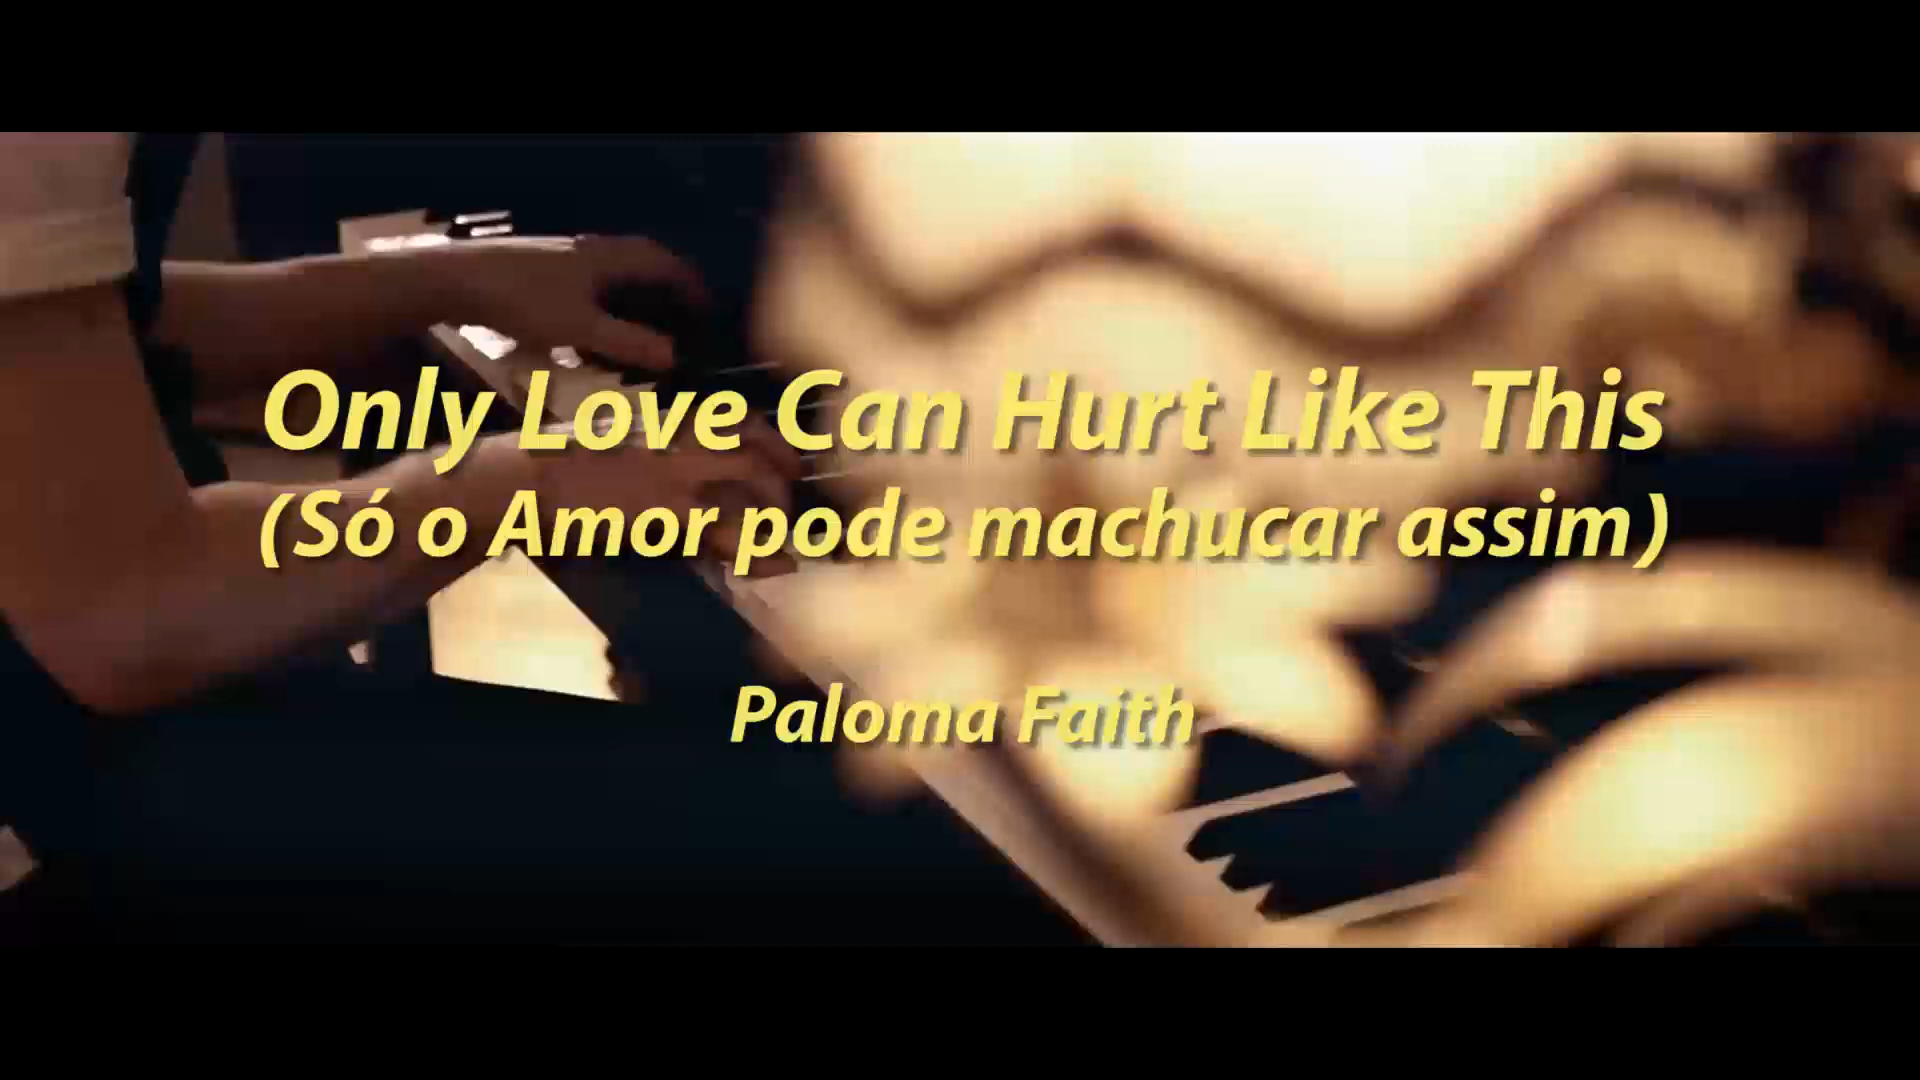 Only Love Can Hurt Like This
(Só o Amor pode machucar assim)
Paloma Faith